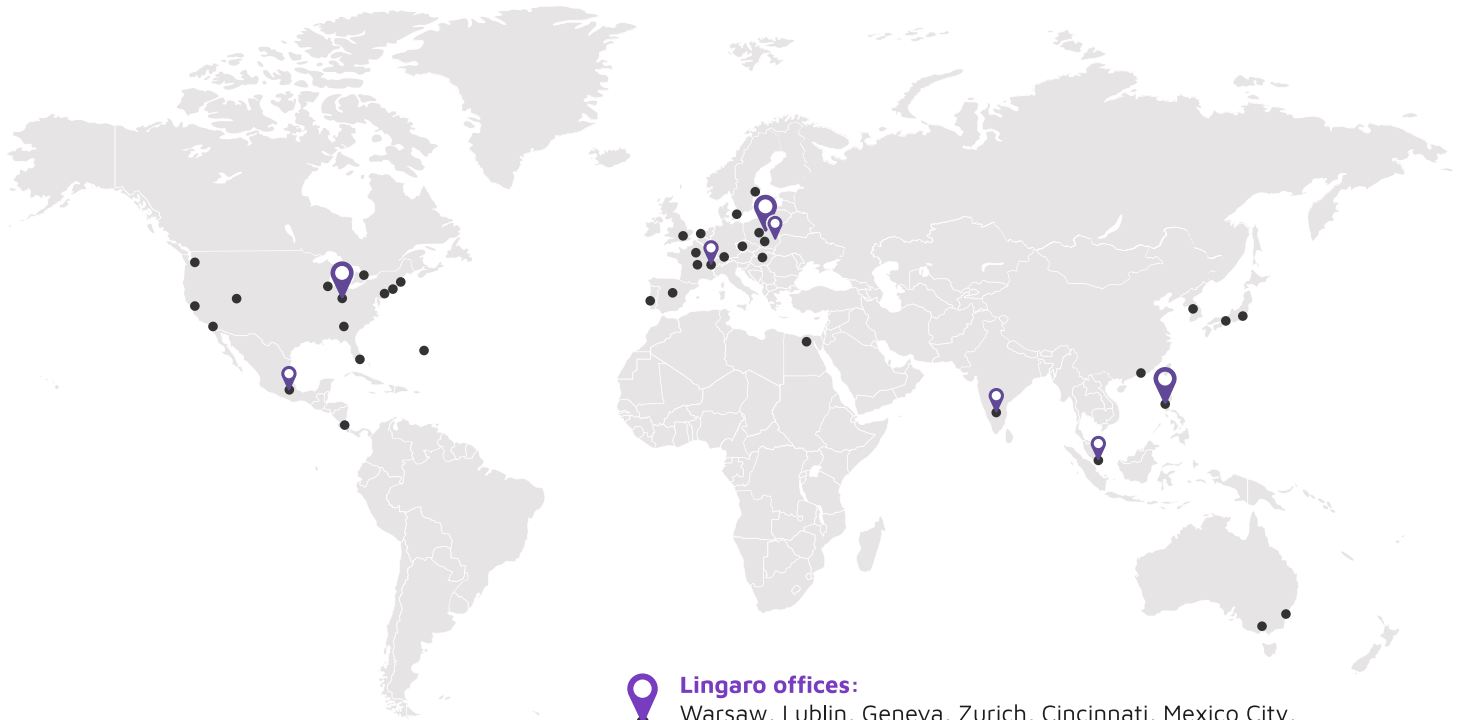 Lingaro offices:
Warsaw, Lublin, Geneva, Zurich, Cincinnati, Mexico City,